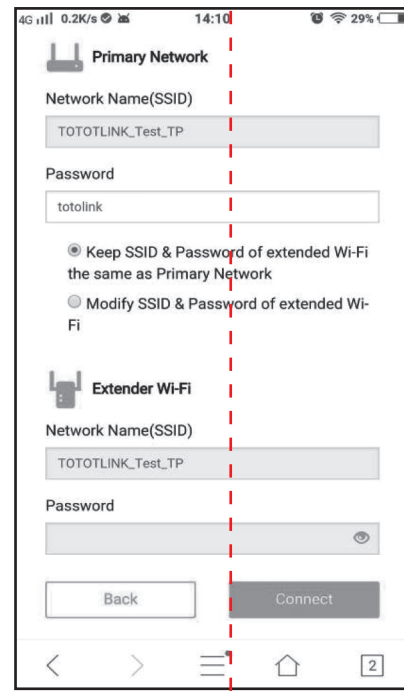 4G 0.2K/s 14:10 29%
Primary Network
Network Name(SSID)
TOTOTLINK_Test_TP
Password
totolink
Keep SSID & Password of extended Wi-Fi
the same as Primary Network
Modify SSID & Password of extended Wi-
Fi
Extender Wi-Fi
Network Name(SSID)
TOTOTLINK_Test_TP
Password
Back Connect
2